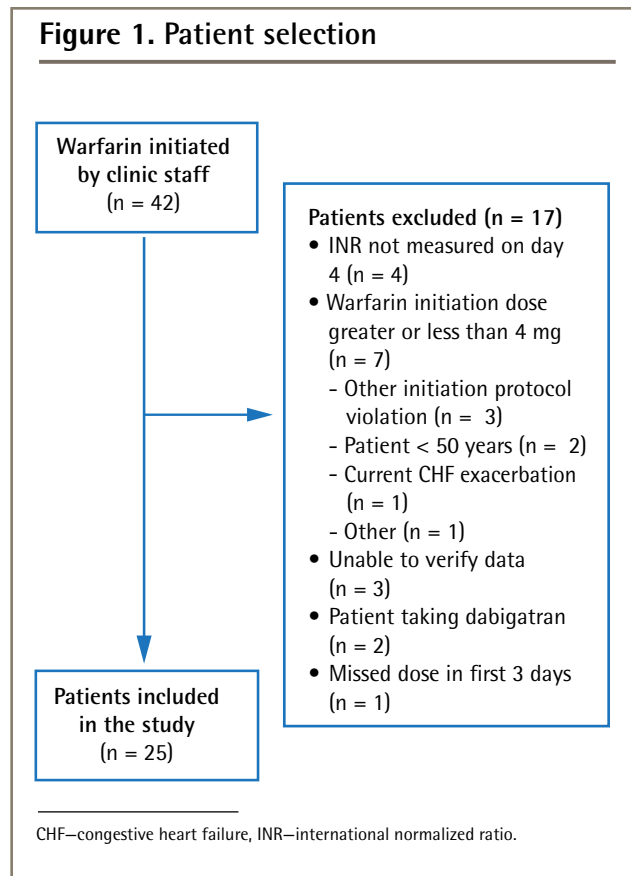 Figure 1. Patient selection
Warfarin initiated
by clinic staff
(n = 42)
Patients excluded (n = 17)
• INR not measured on day
4 (n = 4)
• Warfarin initiation dose
greater or less than 4 mg
(n = 7)
- Other initiation protocol
violation (n = 3)
- Patient < 50 years (n = 2)
- Current CHF exacerbation
(n = 1)
- Other (n = 1)
• Unable to verify data
(n = 3)
• Patient taking dabigatran
(n = 2)
• Missed dose in first 3 days
(n = 1)
Patients included
in the study
(n = 25)
CHF—congestive heart failure, INR—international normalized ratio.